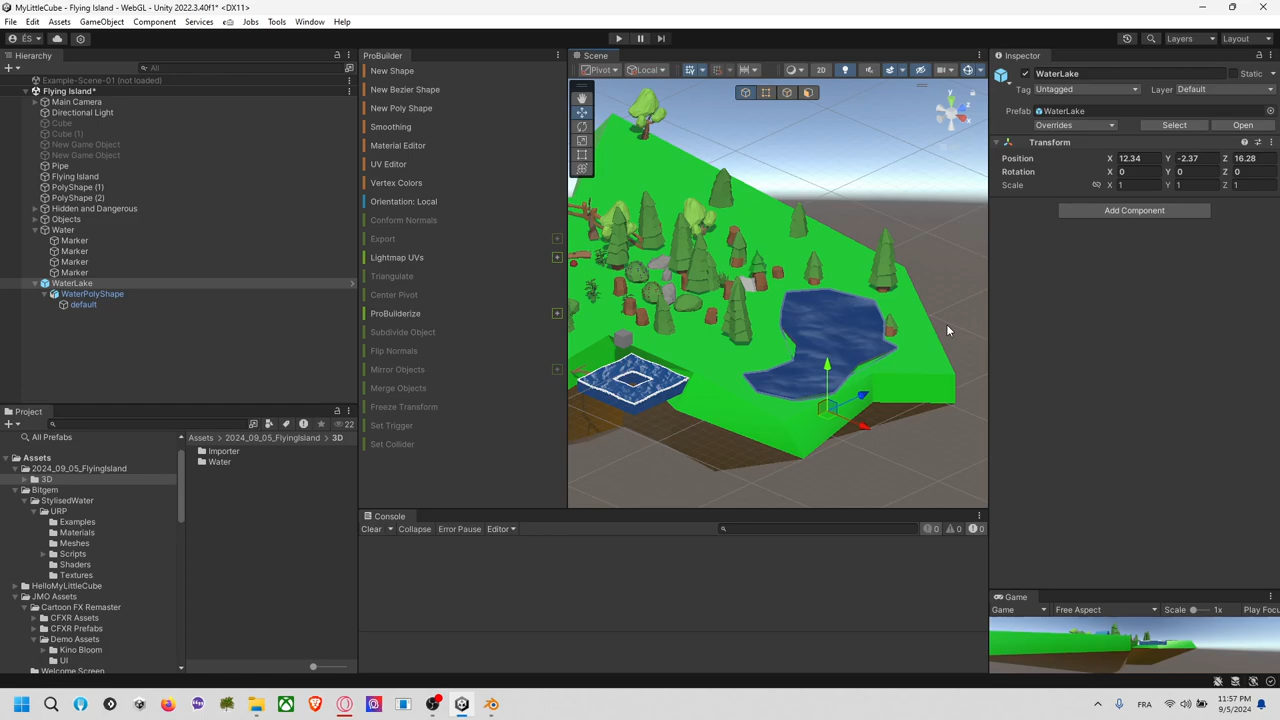 MyLittleCube - Flying Island - WebGL - Unity 2022.3.40f1* <DX11>
File Edit Assets GameObject Component Services Jobs Tools Window Help
ÉS
Layers Layout
Hierarchy
All
Example-Scene-01 (not loaded)
Flying Island*
Main Camera
Directional Light
Cube
Cube (1)
New Game Object
New Game Object
Pipe
Flying Island
PolyShape (1)
PolyShape (2)
Hidden and Dangerous
Objects
Water
Marker
Marker
Marker
Marker
WaterLake
WaterPolyShape
default
ProBuilder
New Shape
New Bezier Shape
New Poly Shape
Smoothing
Material Editor
UV Editor
Vertex Colors
Orientation: Local
Conform Normals
Export
Lightmap UVs
Triangulate
Center Pivot
ProBuilderize
Subdivide Object
Flip Normals
Mirror Objects
Merge Objects
Freeze Transform
Set Trigger
Set Collider
Scene
Pivot Local
2D
y
z
x
Inspector
WaterLake Static
Tag Untagged Layer Default
Prefab WaterLake
Overrides Select Open
Transform
Position X 12.34 Y -2.37 Z 16.28
Rotation X 0 Y 0 Z 0
Scale X 1 Y 1 Z 1
Add Component
Project
22
All Prefabs
Assets
2024_09_05_FlyingIsland
3D
Bitgem
StylisedWater
URP
Examples
Materials
Meshes
Scripts
Shaders
Textures
HelloMyLittleCube
JMO Assets
Cartoon FX Remaster
CFXR Assets
CFXR Prefabs
Demo Assets
Kino Bloom
UI
Welcome Screen
Assets > 2024_09_05_FlyingIsland > 3D
Importer
Water
Console
Clear Collapse Error Pause Editor
0 0 0
Game
Game Free Aspect Scale 1x Play Foc
FRA
11:57 PM
9/5/2024